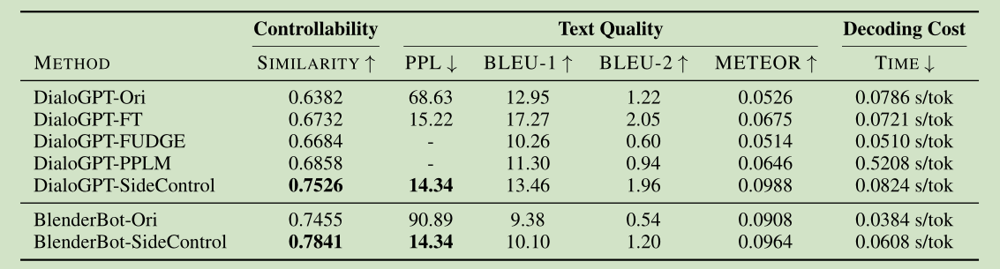 Controllability Text Quality Decoding Cost
METHOD SIMILARITY ↑ PPL ↓ BLEU-1 ↑ BLEU-2 ↑ METEOR ↑ TIME ↓
DialoGPT-Ori 0.6382 68.63 12.95 1.22 0.0526 0.0786 s/tok
DialoGPT-FT 0.6732 15.22 17.27 2.05 0.0675 0.0721 s/tok
DialoGPT-FUDGE 0.6684 - 10.26 0.60 0.0514 0.0510 s/tok
DialoGPT-PPLM 0.6858 - 11.30 0.94 0.0646 0.5208 s/tok
DialoGPT-SideControl 0.7526 14.34 13.46 1.96 0.0988 0.0824 s/tok
BlenderBot-Ori 0.7455 90.89 9.38 0.54 0.0908 0.0384 s/tok
BlenderBot-SideControl 0.7841 14.34 10.10 1.20 0.0964 0.0608 s/tok